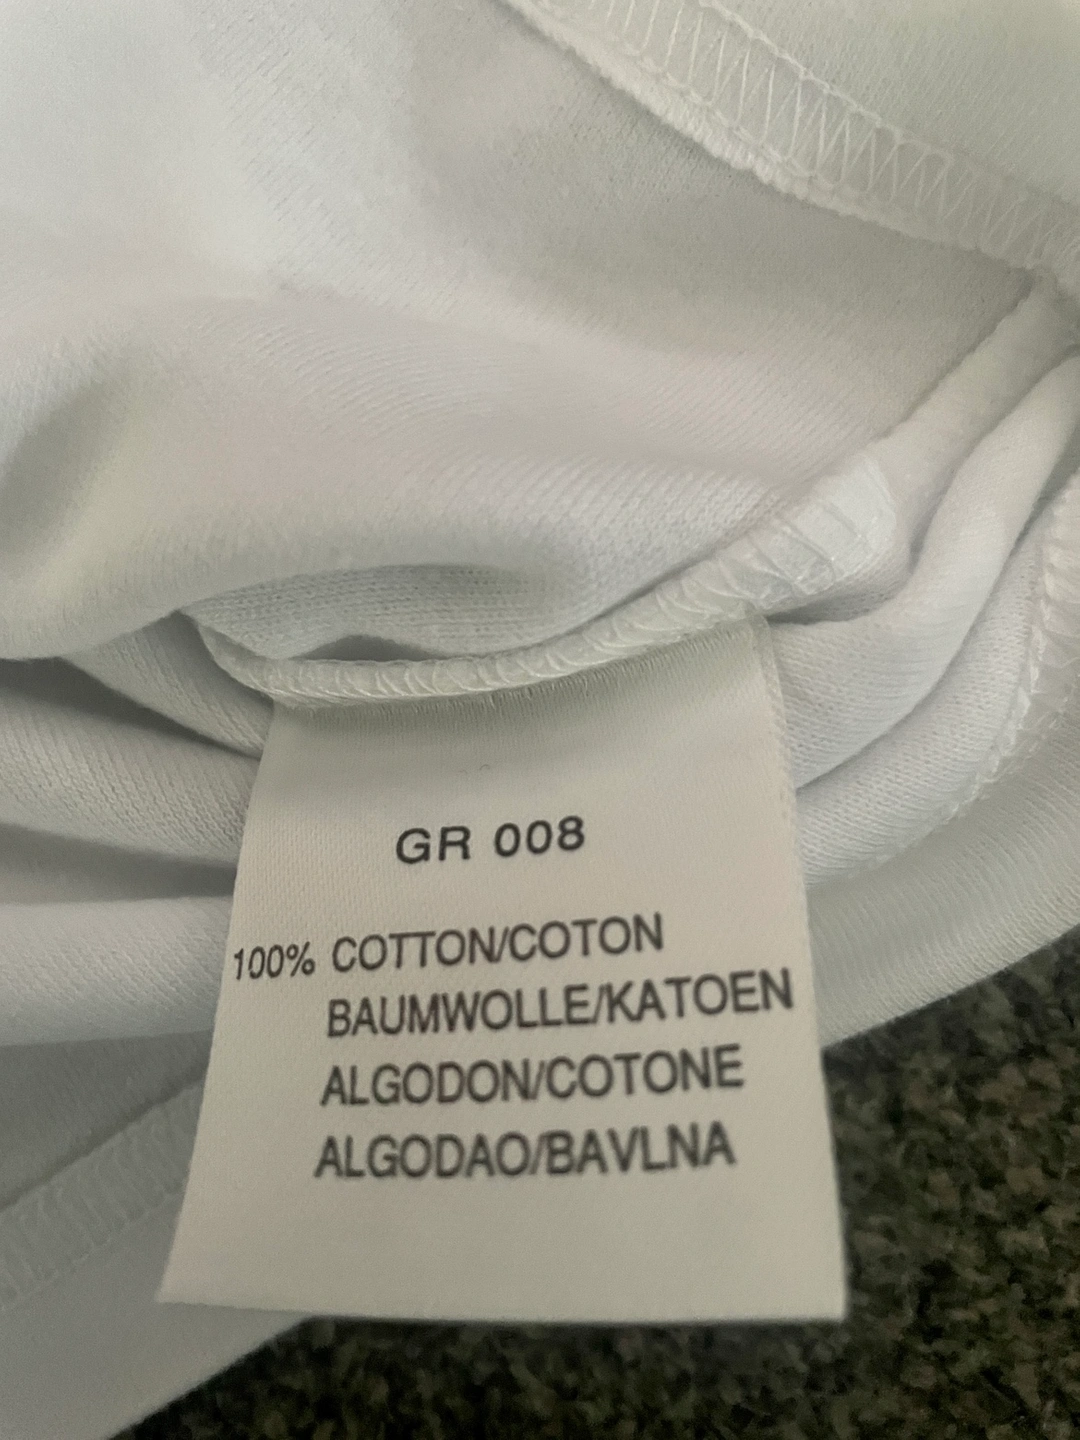 GR 008
100% COTTON/COTON
BAUMWOLLE/KATOEN
ALGODON/COTONE
ALGODAO/BAVLNA